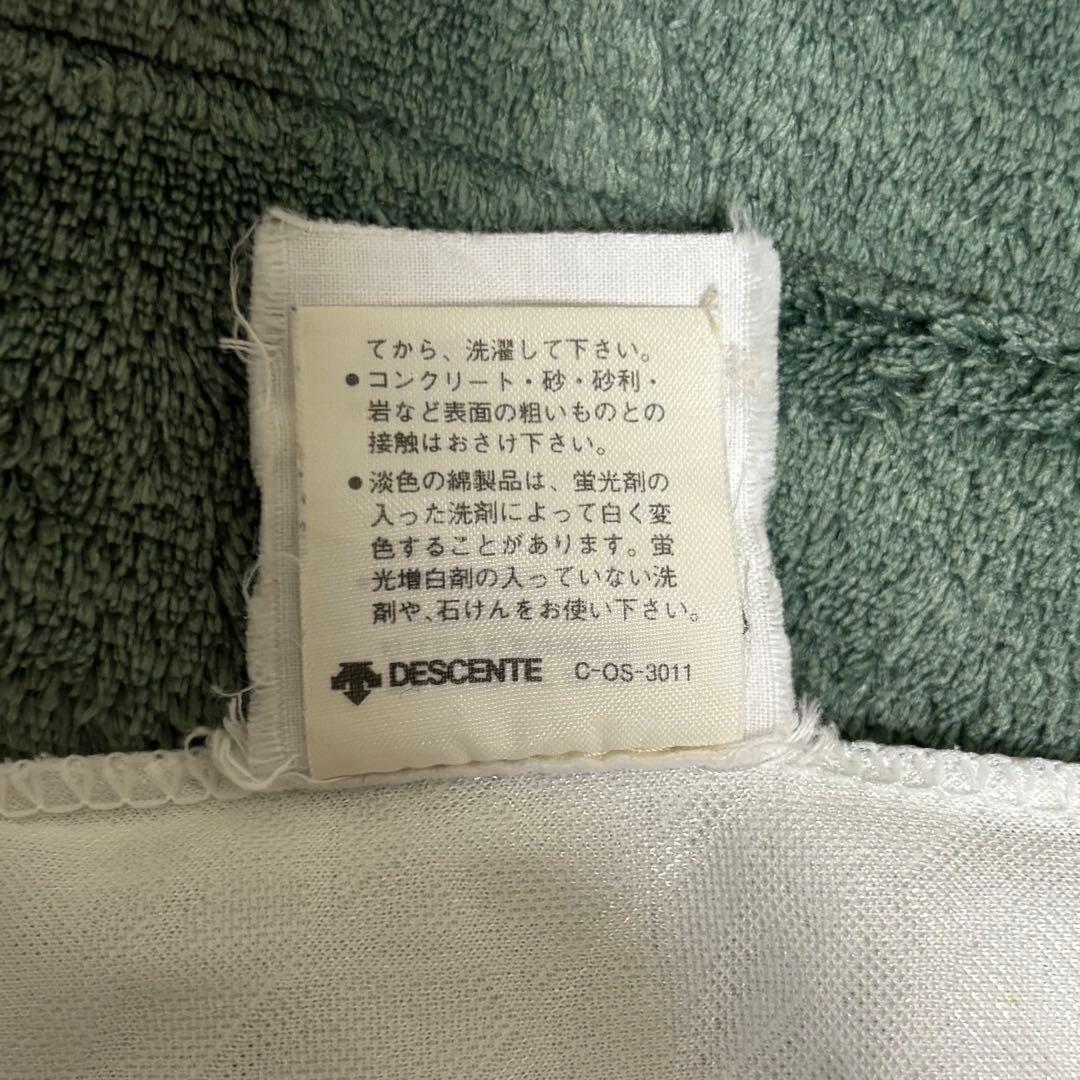 てから、洗濯して下さい。
●コンクリート・砂・砂利・
岩など表面の粗いものとの
接触はおさけ下さい。
●淡色の綿製品は、蛍光剤の
入った洗剤によって白く変
色することがあります。蛍
光増白剤の入っていない洗
剤や、石けんをお使い下さい。
DESCENTE C-OS-3011